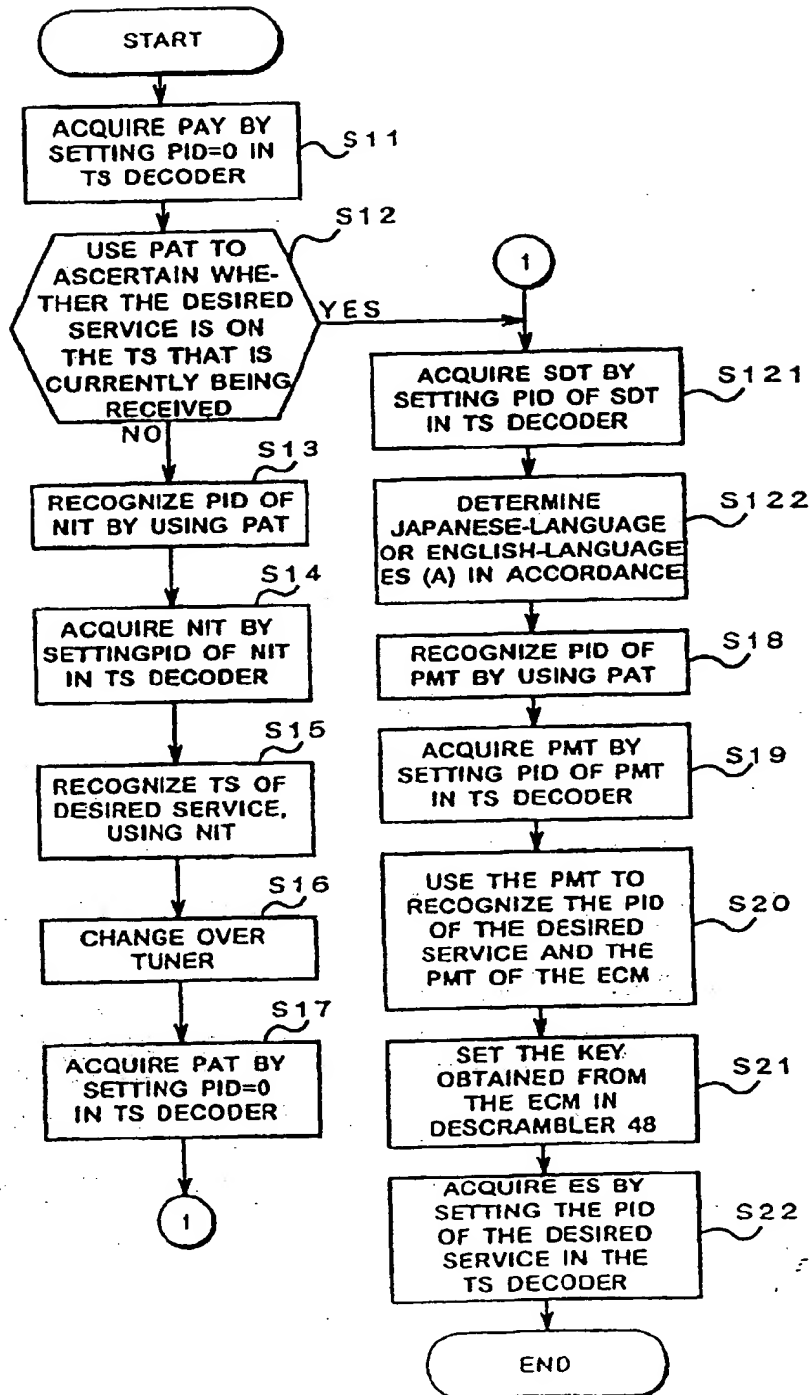 START
ACQUIRE PAY BY
SETTING PID=0 IN
TS DECODER
S11
S12
USE PAT TO
ASCERTAIN WHE-
THER THE DESIRED
SERVICE IS ON
THE TS THAT IS
CURRENTLY BEING
RECEIVED
YES
NO
S13
RECOGNIZE PID OF
NIT BY USING PAT
S14
ACQUIRE NIT BY
SETTINGPID OF NIT
IN TS DECODER
S15
RECOGNIZE TS OF
DESIRED SERVICE,
USING NIT
S16
CHANGE OVER
TUNER
S17
ACQUIRE PAT BY
SETTING PID=0
IN TS DECODER
1
1
ACQUIRE SDT BY
SETTING PID OF SDT
IN TS DECODER
S121
DETERMINE
JAPANESE-LANGUAGE
OR ENGLISH-LANGUAGE
ES (A) IN ACCORDANCE
S122
RECOGNIZE PID OF
PMT BY USING PAT
S18
ACQUIRE PMT BY
SETTING PID OF PMT
IN TS DECODER
S19
USE THE PMT TO
RECOGNIZE THE PID
OF THE DESIRED
SERVICE AND THE
PMT OF THE ECM
S20
SET THE KEY
OBTAINED FROM
THE ECM IN
DESCRAMBLER 48
S21
ACQUIRE ES BY
SETTING THE PID
OF THE DESIRED
SERVICE IN THE
TS DECODER
S22
END